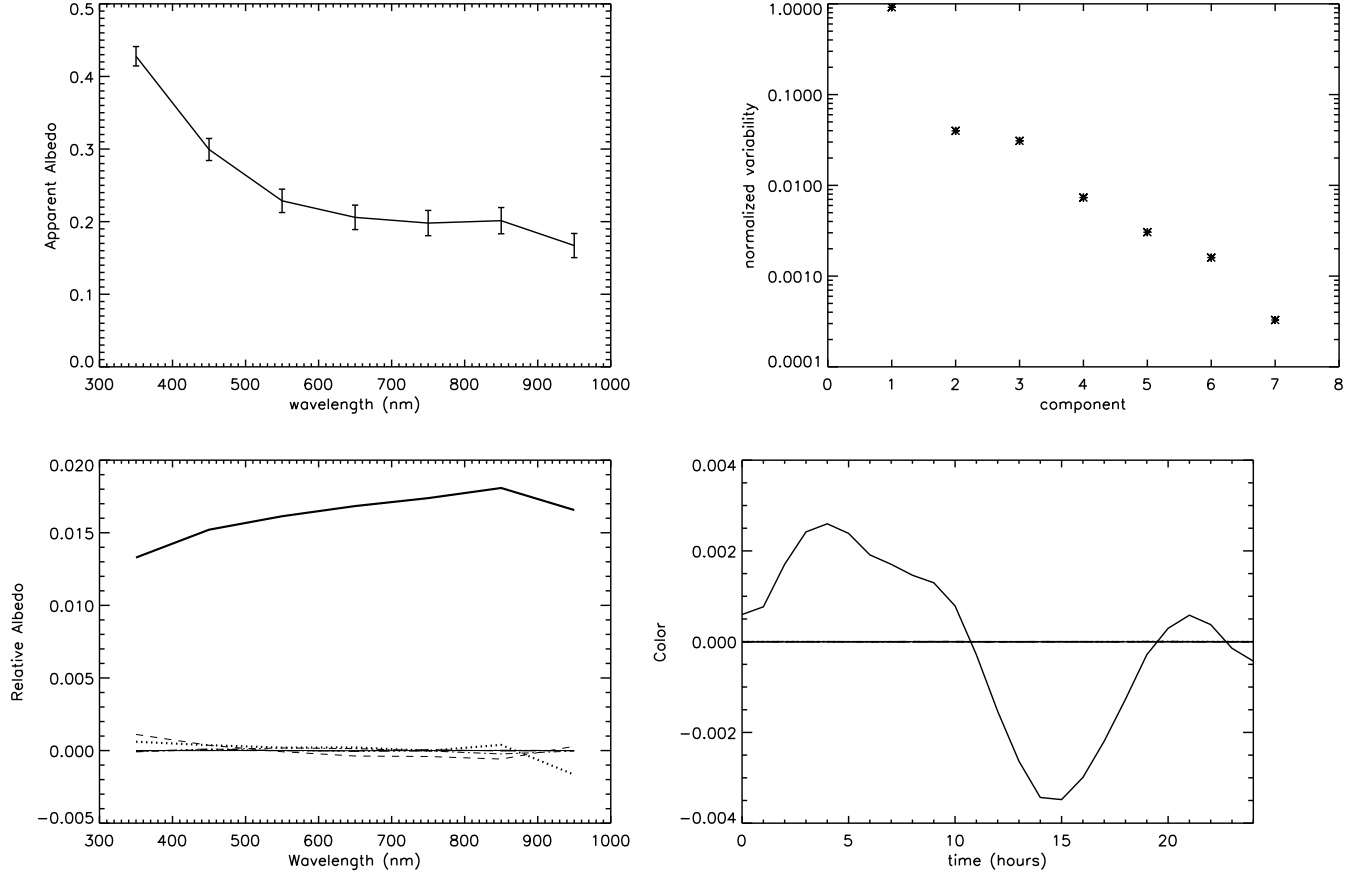 0.5
0.4
0.3
0.2
0.1
0.0
Apparent Albedo
300 400 500 600 700 800 900 1000
wavelength (nm)
1.0000
0.1000
0.0100
0.0010
0.0001
normalized variability
0 1 2 3 4 5 6 7 8
component
0.020
0.015
0.010
0.005
0.000
−0.005
Relative Albedo
300 400 500 600 700 800 900 1000
Wavelength (nm)
0.004
0.002
0.000
−0.002
−0.004
Color
0 5 10 15 20
time (hours)